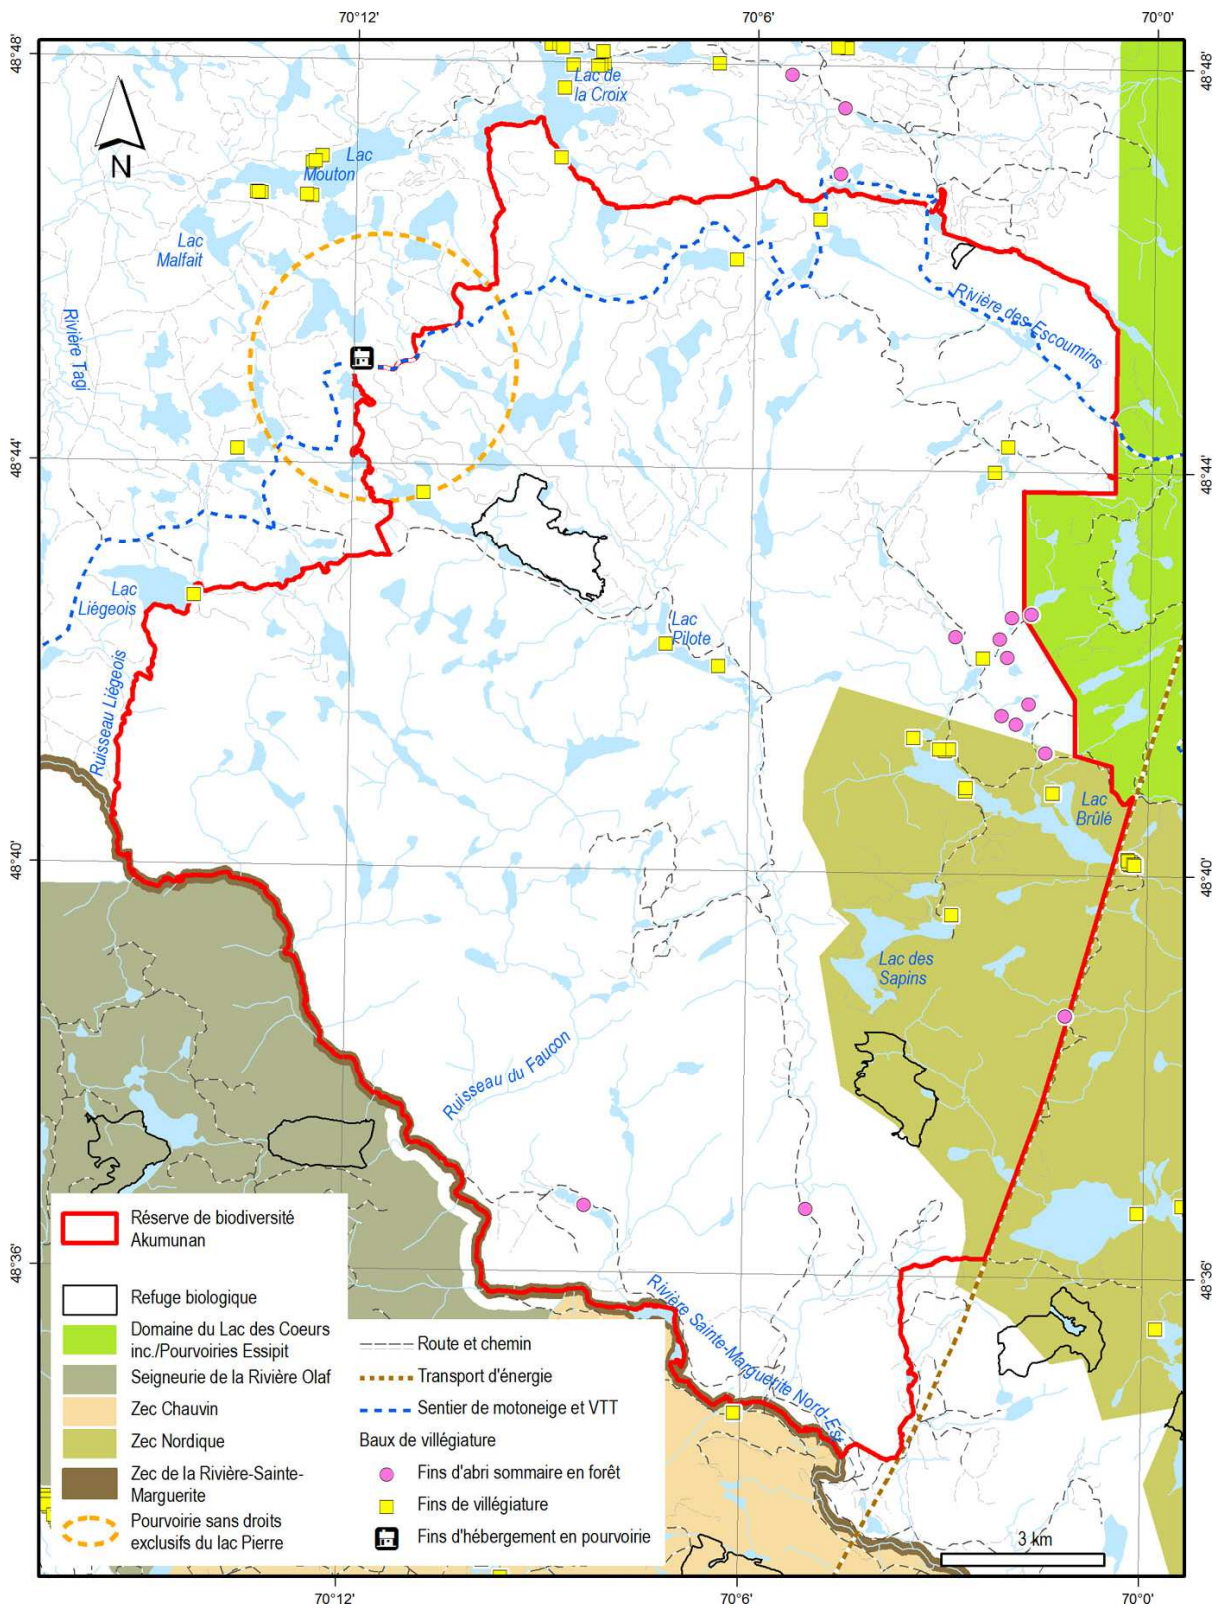 70°12'
70°6'
70°0'
48°48'
48°48'
N
Lac de
la Croix
Lac
Mouton
Lac
Malfait
Rivière Tagi
Rivière des Escoumins
48°44'
48°44'
Lac
Liégeois
Lac
Pilote
Ruisseau Liégeois
Lac
Brûlé
48°40'
48°40'
Lac des
Sapins
Ruisseau du Faucon
48°36'
48°36'
Rivière Sainte-Marguerite Nord-Est
Réserve de biodiversité
Akumunan
Refuge biologique
Domaine du Lac des Coeurs
inc./Pourvoiries Essipit
Seigneurie de la Rivière Olaf
Zec Chauvin
Zec Nordique
Zec de la Rivière-Sainte-
Marguerite
Pourvoirie sans droits
exclusifs du lac Pierre
Route et chemin
Transport d'énergie
Sentier de motoneige et VTT
Baux de villégiature
Fins d'abri sommaire en forêt
Fins de villégiature
Fins d'hébergement en pourvoirie
3 km
70°12'
70°6'
70°0'